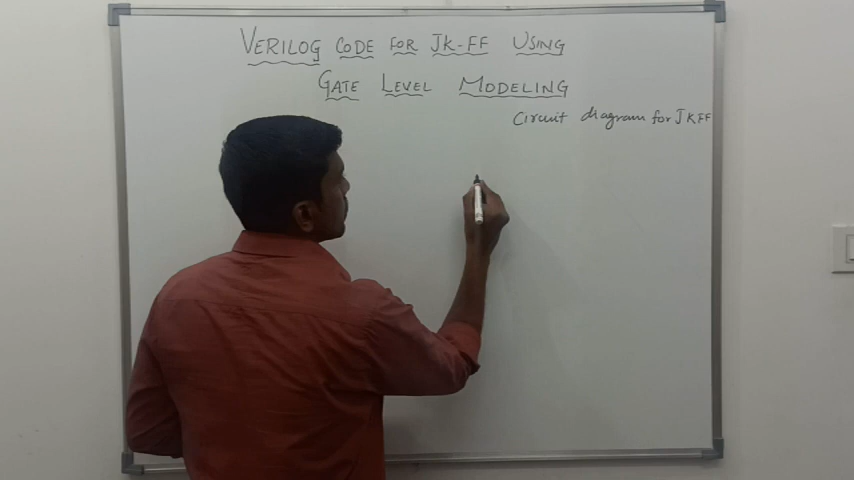 VERILOG CODE FOR JK-FF USING
GATE LEVEL MODELING
Circuit diagram for JKFF